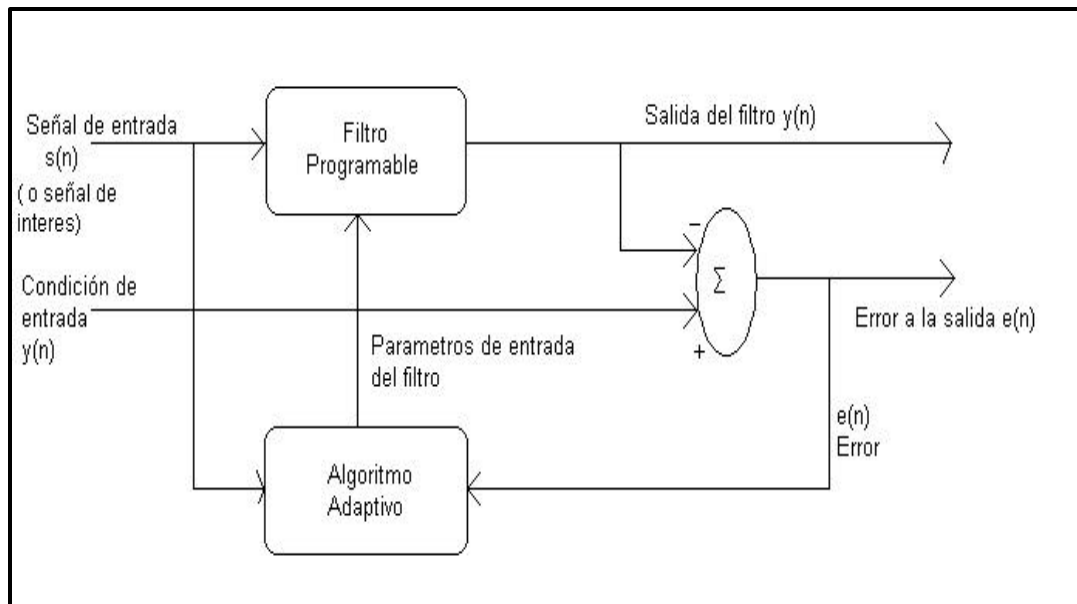 Señal de entrada
s(n)
( o señal de
interes)
Filtro
Programable
Salida del filtro y(n)
Condición de
entrada
y(n)
−
Σ
+
Error a la salida e(n)
Parametros de entrada
del filtro
e(n)
Error
Algoritmo
Adaptivo